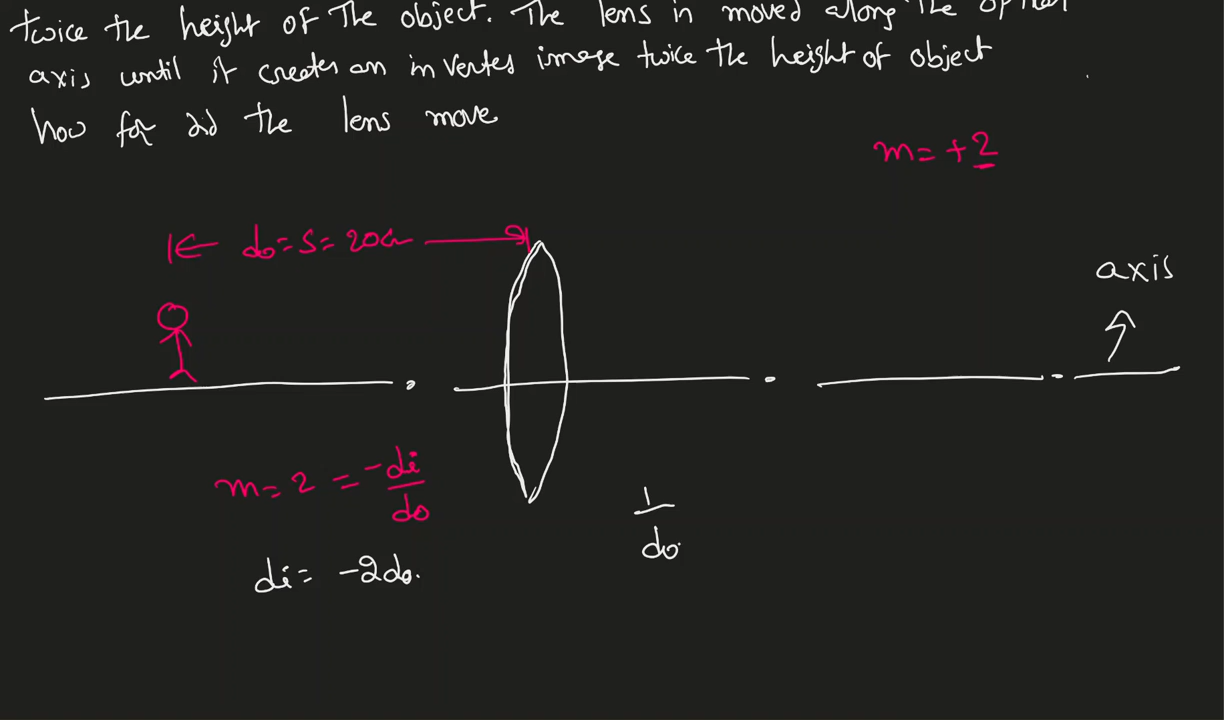 twice the height of the object. The lens in moved along the optical
axis until it creates an invertes image twice the height of object
how far did the lens move
m = +2
do = s = 20cm
axis
m = 2 = -di/do
1/do
di = -2do.